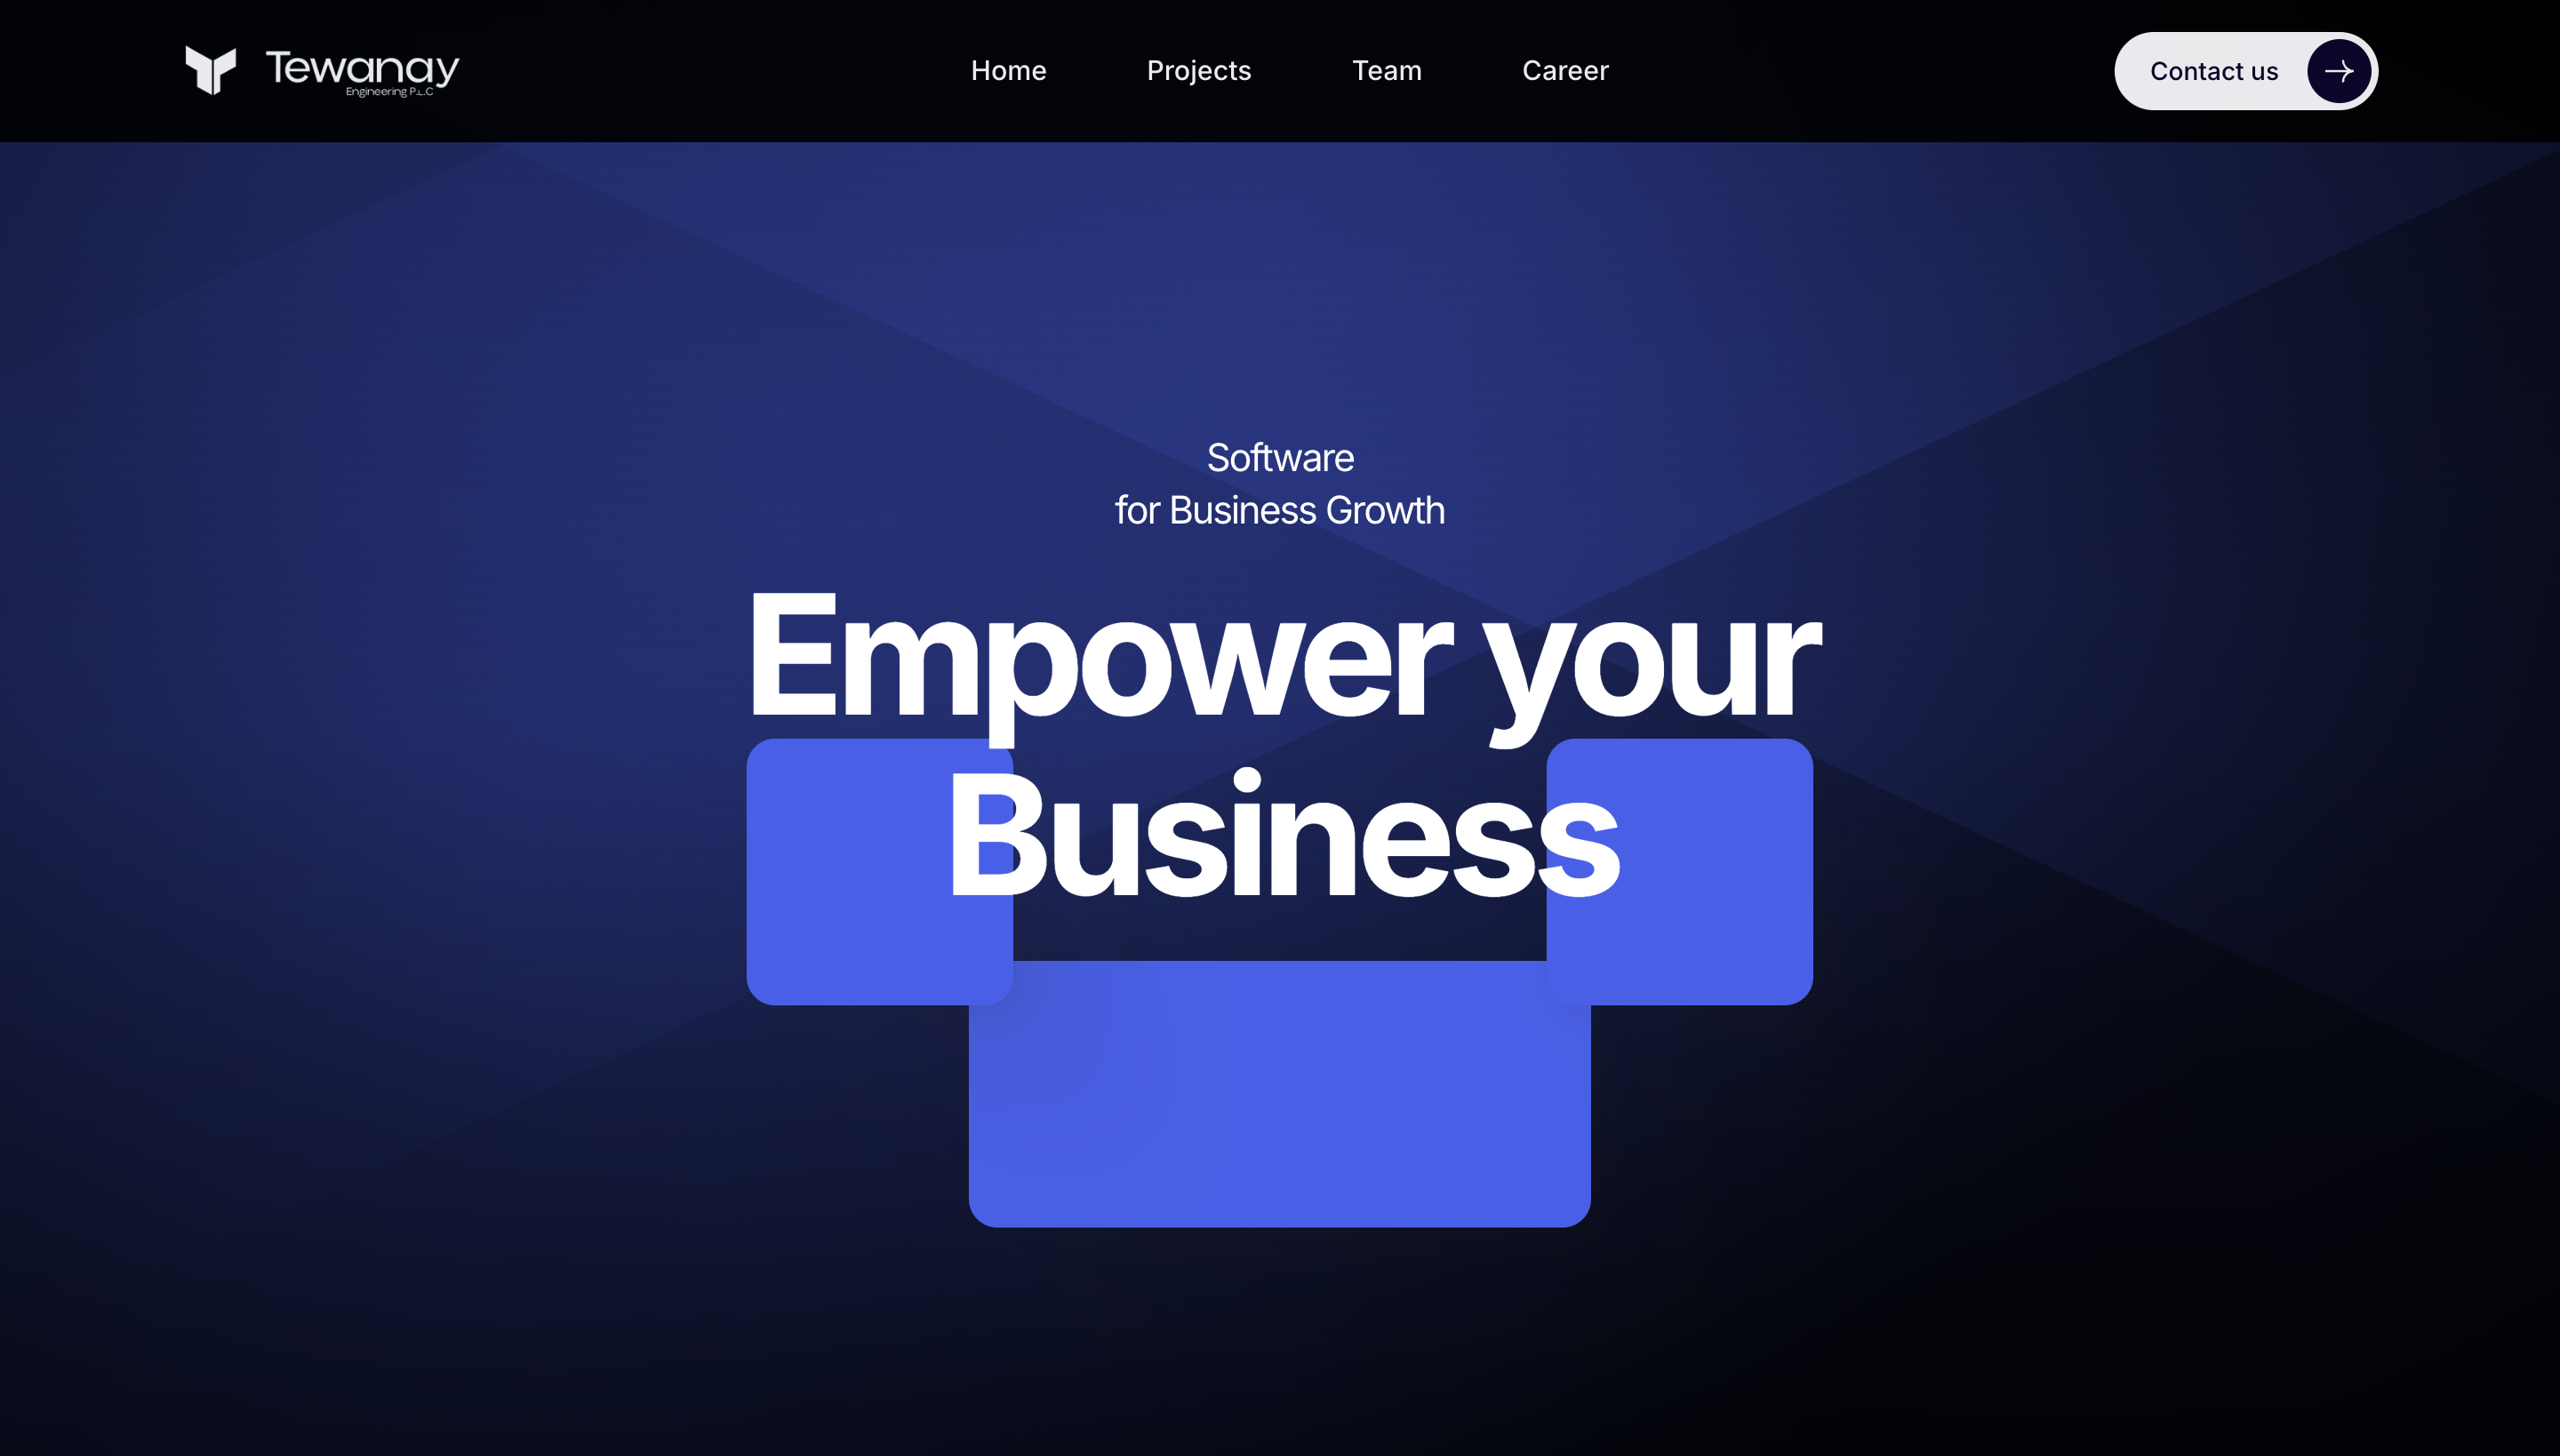 Tewanay
Engineering P.L.C
Home
Projects
Team
Career
Contact us
Software
for Business Growth
Empower your
Business